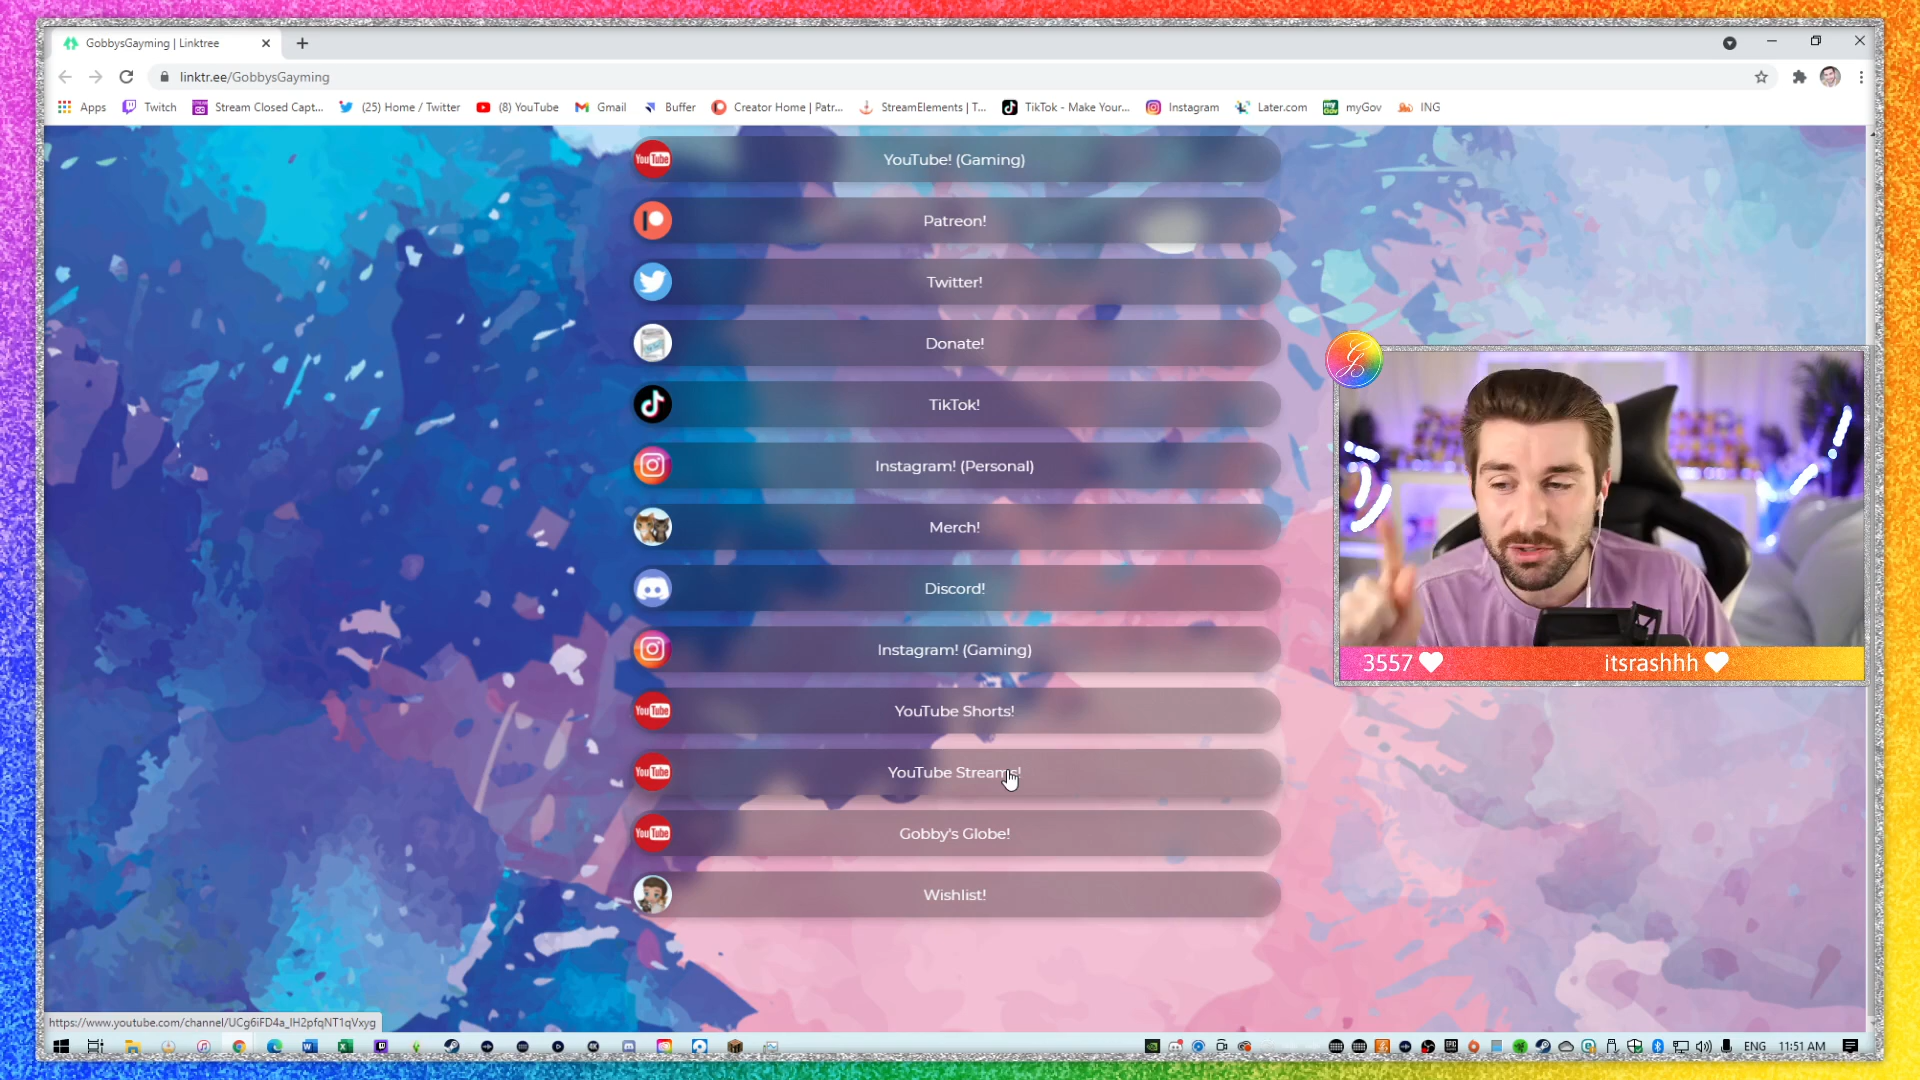 GobbysGayming | Linktree
linktr.ee/GobbysGayming
Apps Twitch Stream Closed Capt... (25) Home / Twitter (8) YouTube Gmail Buffer Creator Home | Patr... StreamElements | T... TikTok - Make Your... Instagram Later.com myGov ING
YouTube! (Gaming)
Patreon!
Twitter!
Donate!
TikTok!
Instagram! (Personal)
Merch!
Discord!
Instagram! (Gaming)
YouTube Shorts!
YouTube Streams!
Gobby's Globe!
Wishlist!
3557 itsrashhh
https://www.youtube.com/channel/UCg6iFD4a_IH2pfqNT1qVxyg
ENG 11:51 AM